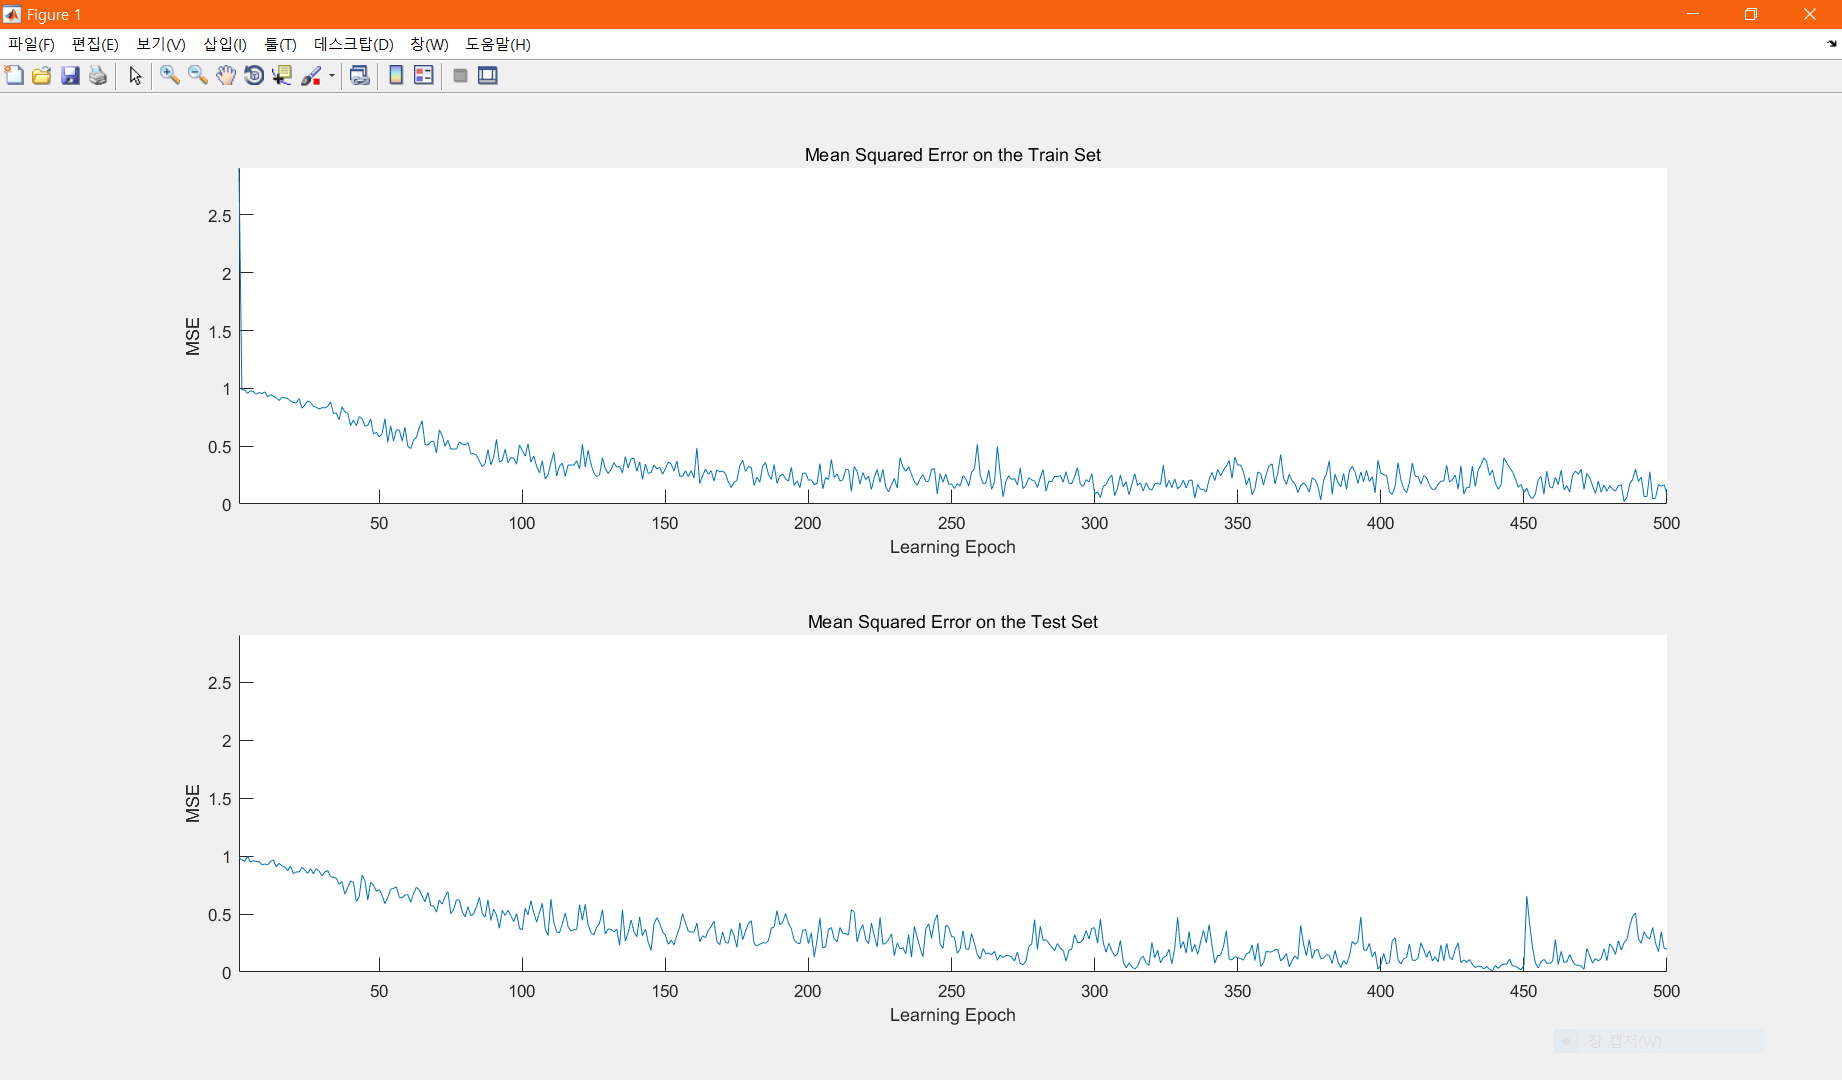 Figure 1
파일(F) 편집(E) 보기(V) 삽입(I) 툴(T) 데스크탑(D) 창(W) 도움말(H)
Mean Squared Error on the Train Set
2.5
2
1.5
1
0.5
0
MSE
50 100 150 200 250 300 350 400 450 500
Learning Epoch
Mean Squared Error on the Test Set
2.5
2
1.5
1
0.5
0
MSE
50 100 150 200 250 300 350 400 450 500
Learning Epoch
창 캡처(W)